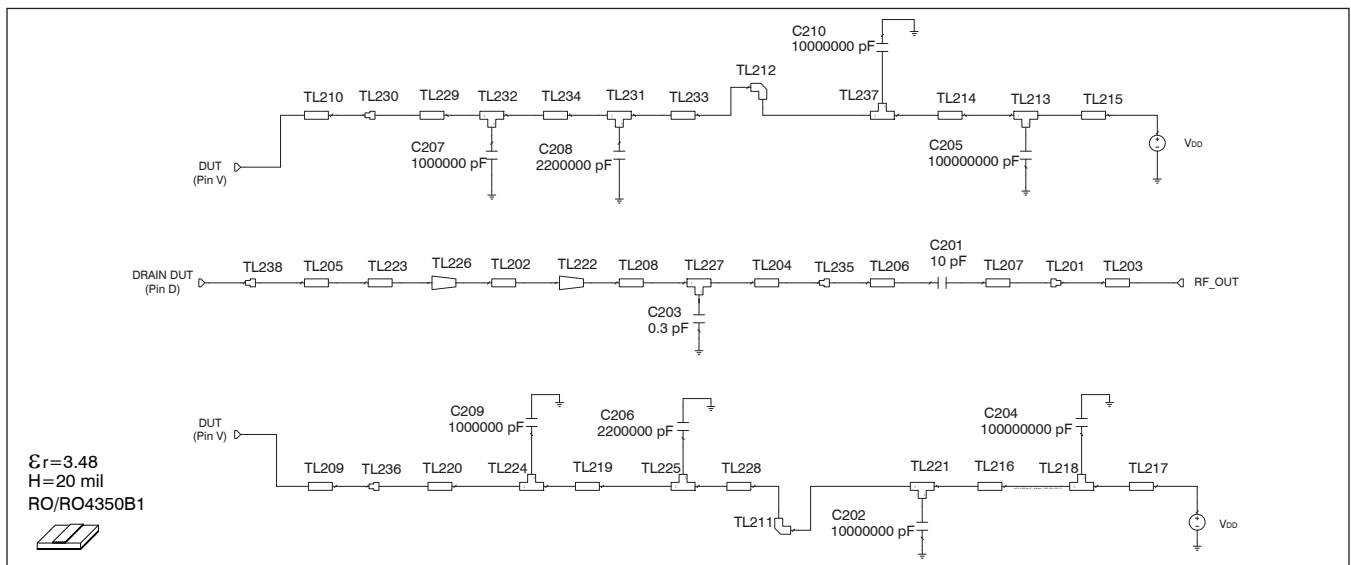 C210
10000000 pF
TL212
TL210
TL230
TL229
TL232
TL234
TL231
TL233
TL237
TL214
TL213
TL215
C207
1000000 pF
C208
2200000 pF
C205
100000000 pF
VDD
DUT
(Pin V)
C201
10 pF
DRAIN DUT
(Pin D)
TL238
TL205
TL223
TL226
TL202
TL222
TL208
TL227
TL204
TL235
TL206
TL207
TL201
TL203
RF_OUT
C203
0.3 pF
C209
1000000 pF
C206
2200000 pF
C204
100000000 pF
DUT
(Pin V)
TL209
TL236
TL220
TL224
TL219
TL225
TL228
TL221
TL216
TL218
TL217
TL211
C202
10000000 pF
VDD
Ɛr=3.48
H=20 mil
RO/RO4350B1